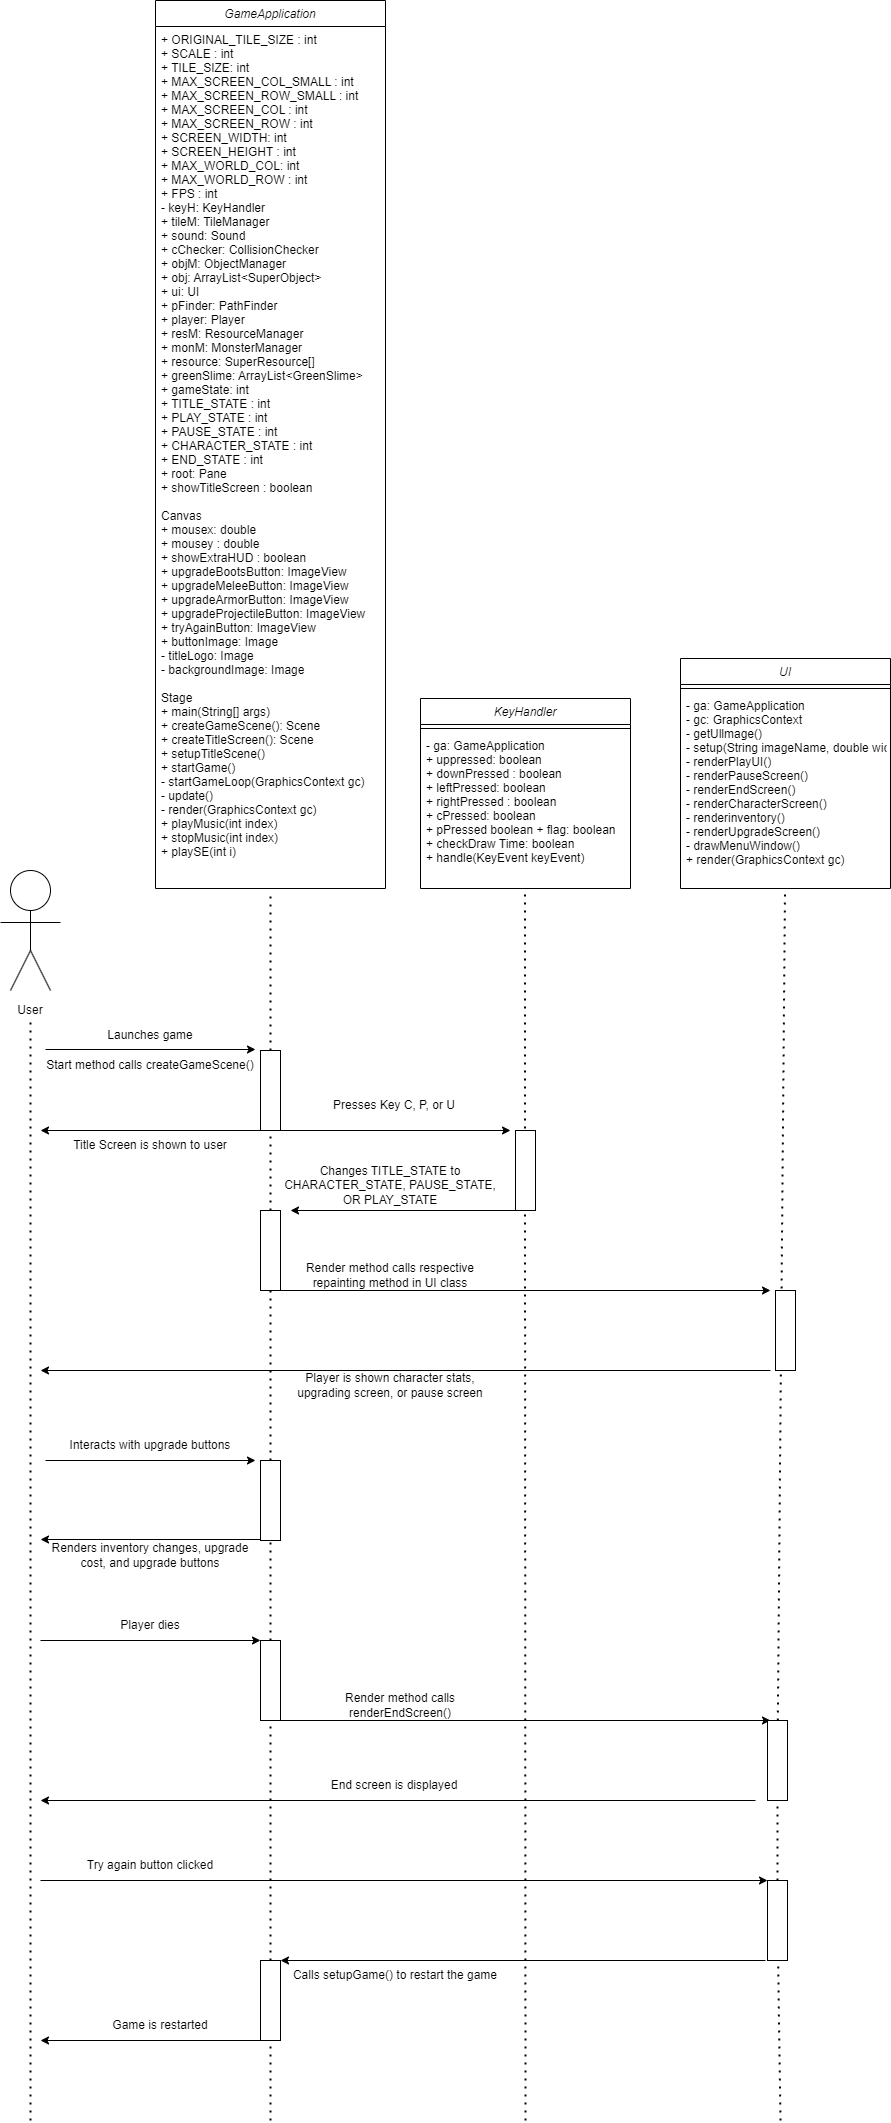 GameApplication
+ ORIGINAL_TILE_SIZE : int
+ SCALE : int
+ TILE_SIZE: int
+ MAX_SCREEN_COL_SMALL : int
+ MAX_SCREEN_ROW_SMALL : int
+ MAX_SCREEN_COL : int
+ MAX_SCREEN_ROW : int
+ SCREEN_WIDTH: int
+ SCREEN_HEIGHT : int
+ MAX_WORLD_COL: int
+ MAX_WORLD_ROW : int
+ FPS : int
- keyH: KeyHandler
+ tileM: TileManager
+ sound: Sound
+ cChecker: CollisionChecker
+ objM: ObjectManager
+ obj: ArrayList<SuperObject>
+ ui: UI
+ pFinder: PathFinder
+ player: Player
+ resM: ResourceManager
+ monM: MonsterManager
+ resource: SuperResource[]
+ greenSlime: ArrayList<GreenSlime>
+ gameState: int
+ TITLE_STATE : int
+ PLAY_STATE : int
+ PAUSE_STATE : int
+ CHARACTER_STATE : int
+ END_STATE : int
+ root: Pane
+ showTitleScreen : boolean
Canvas
+ mousex: double
+ mousey : double
+ showExtraHUD : boolean
+ upgradeBootsButton: ImageView
+ upgradeMeleeButton: ImageView
+ upgradeArmorButton: ImageView
+ upgradeProjectileButton: ImageView
+ tryAgainButton: ImageView
+ buttonImage: Image
- titleLogo: Image
- backgroundImage: Image
Stage
+ main(String[] args)
+ createGameScene(): Scene
+ createTitleScreen(): Scene
+ setupTitleScene()
+ startGame()
- startGameLoop(GraphicsContext gc)
- update()
- render(GraphicsContext gc)
+ playMusic(int index)
+ stopMusic(int index)
+ playSE(int i)
KeyHandler
- ga: GameApplication
+ uppressed: boolean
+ downPressed : boolean
+ leftPressed: boolean
+ rightPressed : boolean
+ cPressed: boolean
+ pPressed boolean + flag: boolean
+ checkDraw Time: boolean
+ handle(KeyEvent keyEvent)
UI
- ga: GameApplication
- gc: GraphicsContext
- getUIImage()
- setup(String imageName, double
- renderPlayUI()
- renderPauseScreen()
- renderEndScreen()
- renderCharacterScreen()
- renderinventory()
- renderUpgradeScreen()
- drawMenuWindow()
+ render(GraphicsContext gc)
User
Launches game
Start method calls createGameScene()
Presses Key C, P, or U
Title Screen is shown to user
Changes TITLE_STATE to
CHARACTER_STATE, PAUSE_STATE,
OR PLAY_STATE
Render method calls respective
repainting method in UI class
Player is shown character stats,
upgrading screen, or pause screen
Interacts with upgrade buttons
Renders inventory changes, upgrade
cost, and upgrade buttons
Player dies
Render method calls
renderEndScreen()
End screen is displayed
Try again button clicked
Calls setupGame() to restart the game
Game is restarted